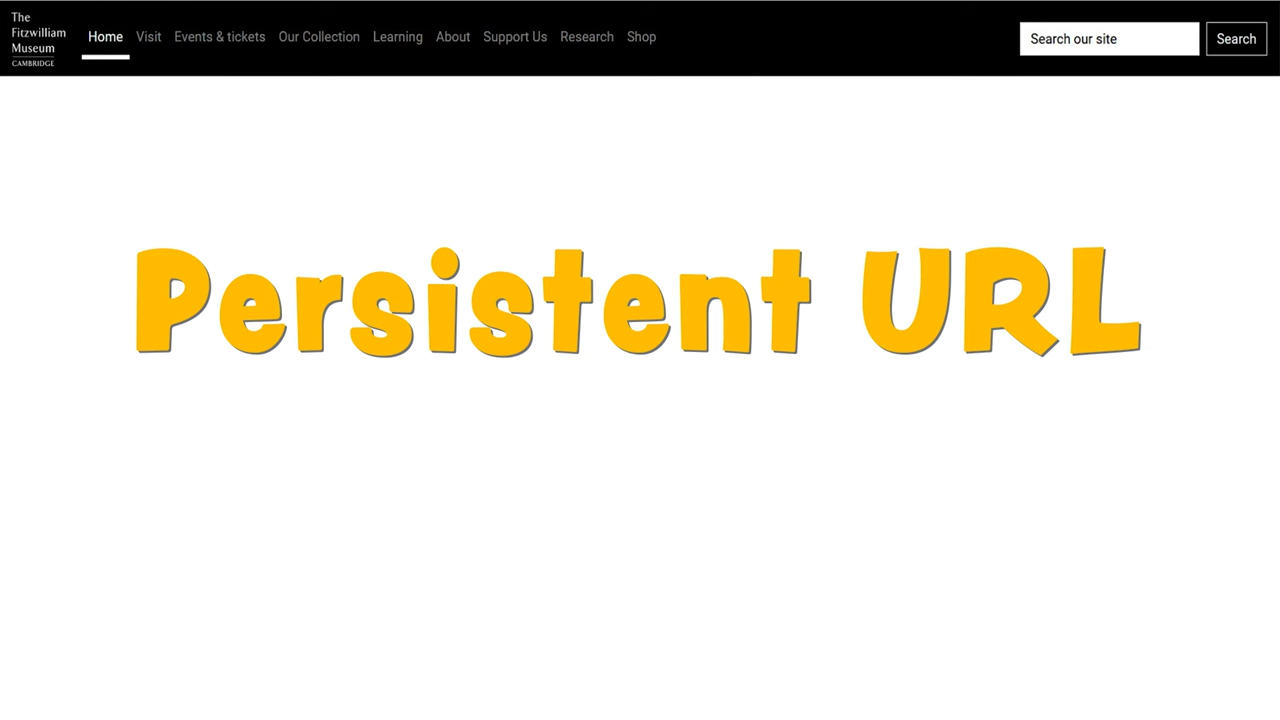 The
Fitzwilliam
Museum
CAMBRIDGE
Home Visit Events & tickets Our Collection Learning About Support Us Research Shop
Search our site Search
Persistent URL